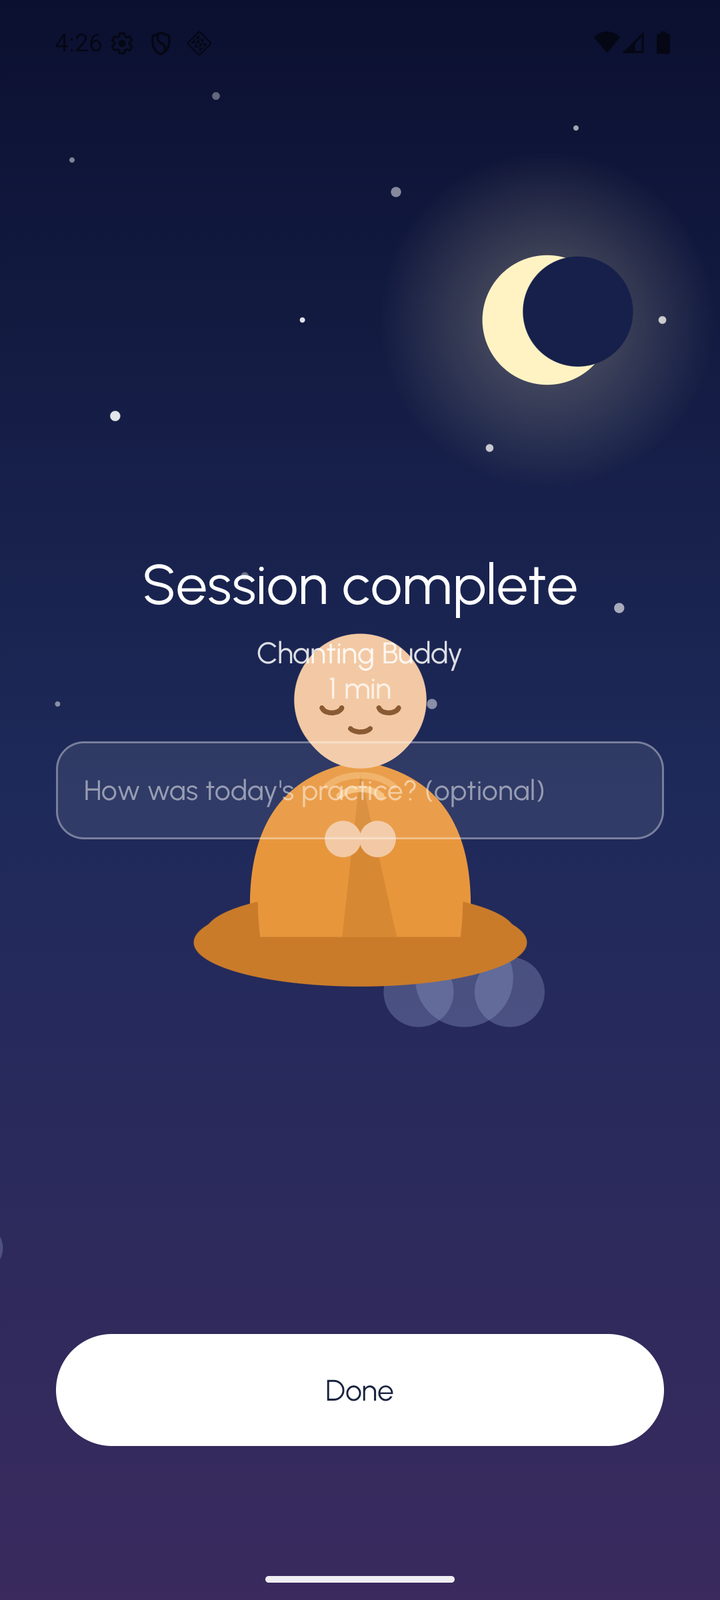 4:26
Session complete
Chanting Buddy
1 min
How was today's practice? (optional)
Done